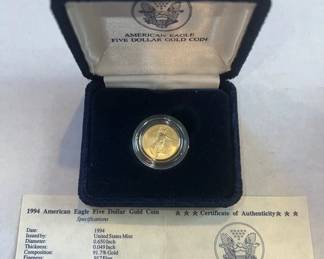 AMERICAN EAGLE
FIVE DOLLAR GOLD COIN
1994 American Eagle Five Dollar Gold Coin
Specifications
Date: 1994
Issued by: United States Mint
Diameter: 0.650 Inch
Thickness: 0.049 Inch
Composition: 91.7% Gold
★ ★ ★ Certificate of Authenticity ★ ★ ★